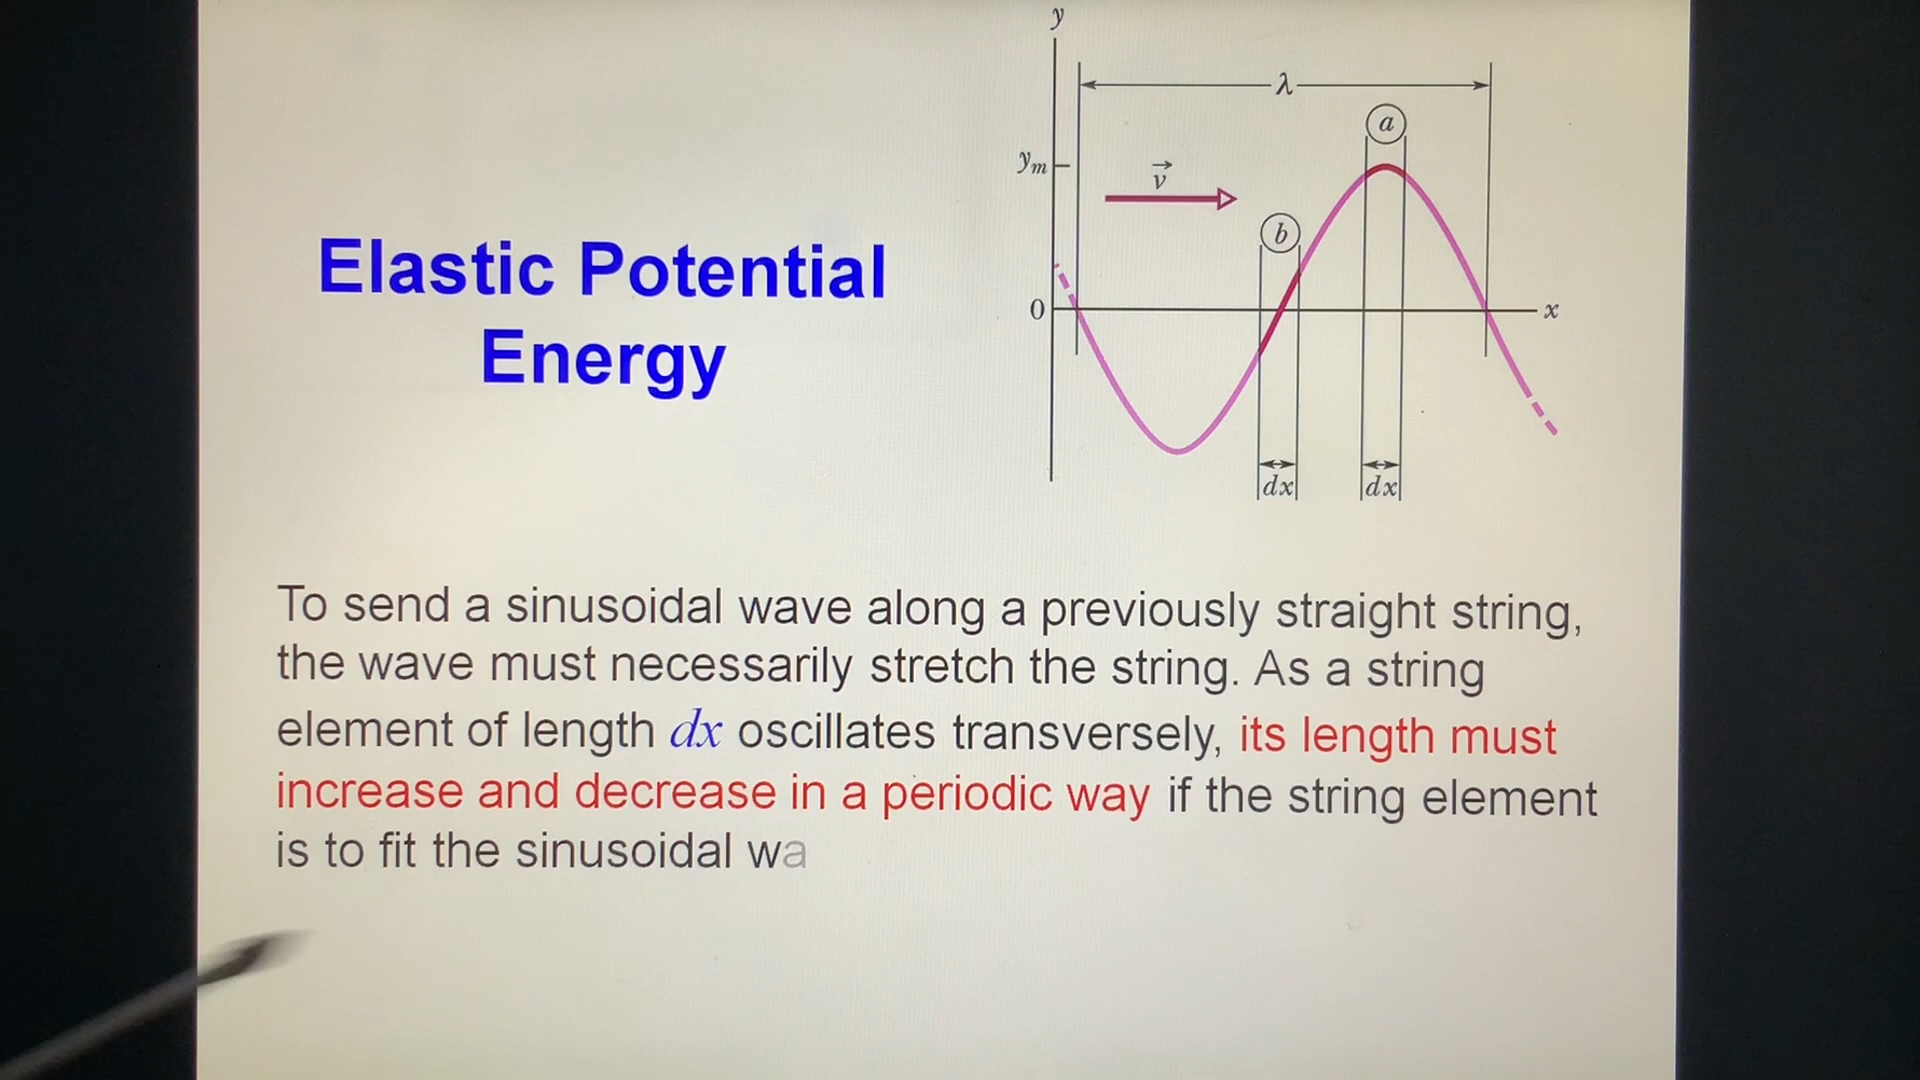 y
λ
a
yₘ
v
b
0
x
dx
dx
Elastic Potential
Energy
To send a sinusoidal wave along a previously straight string,
the wave must necessarily stretch the string. As a string
element of length dx oscillates transversely, its length must
increase and decrease in a periodic way if the string element
is to fit the sinusoidal wa